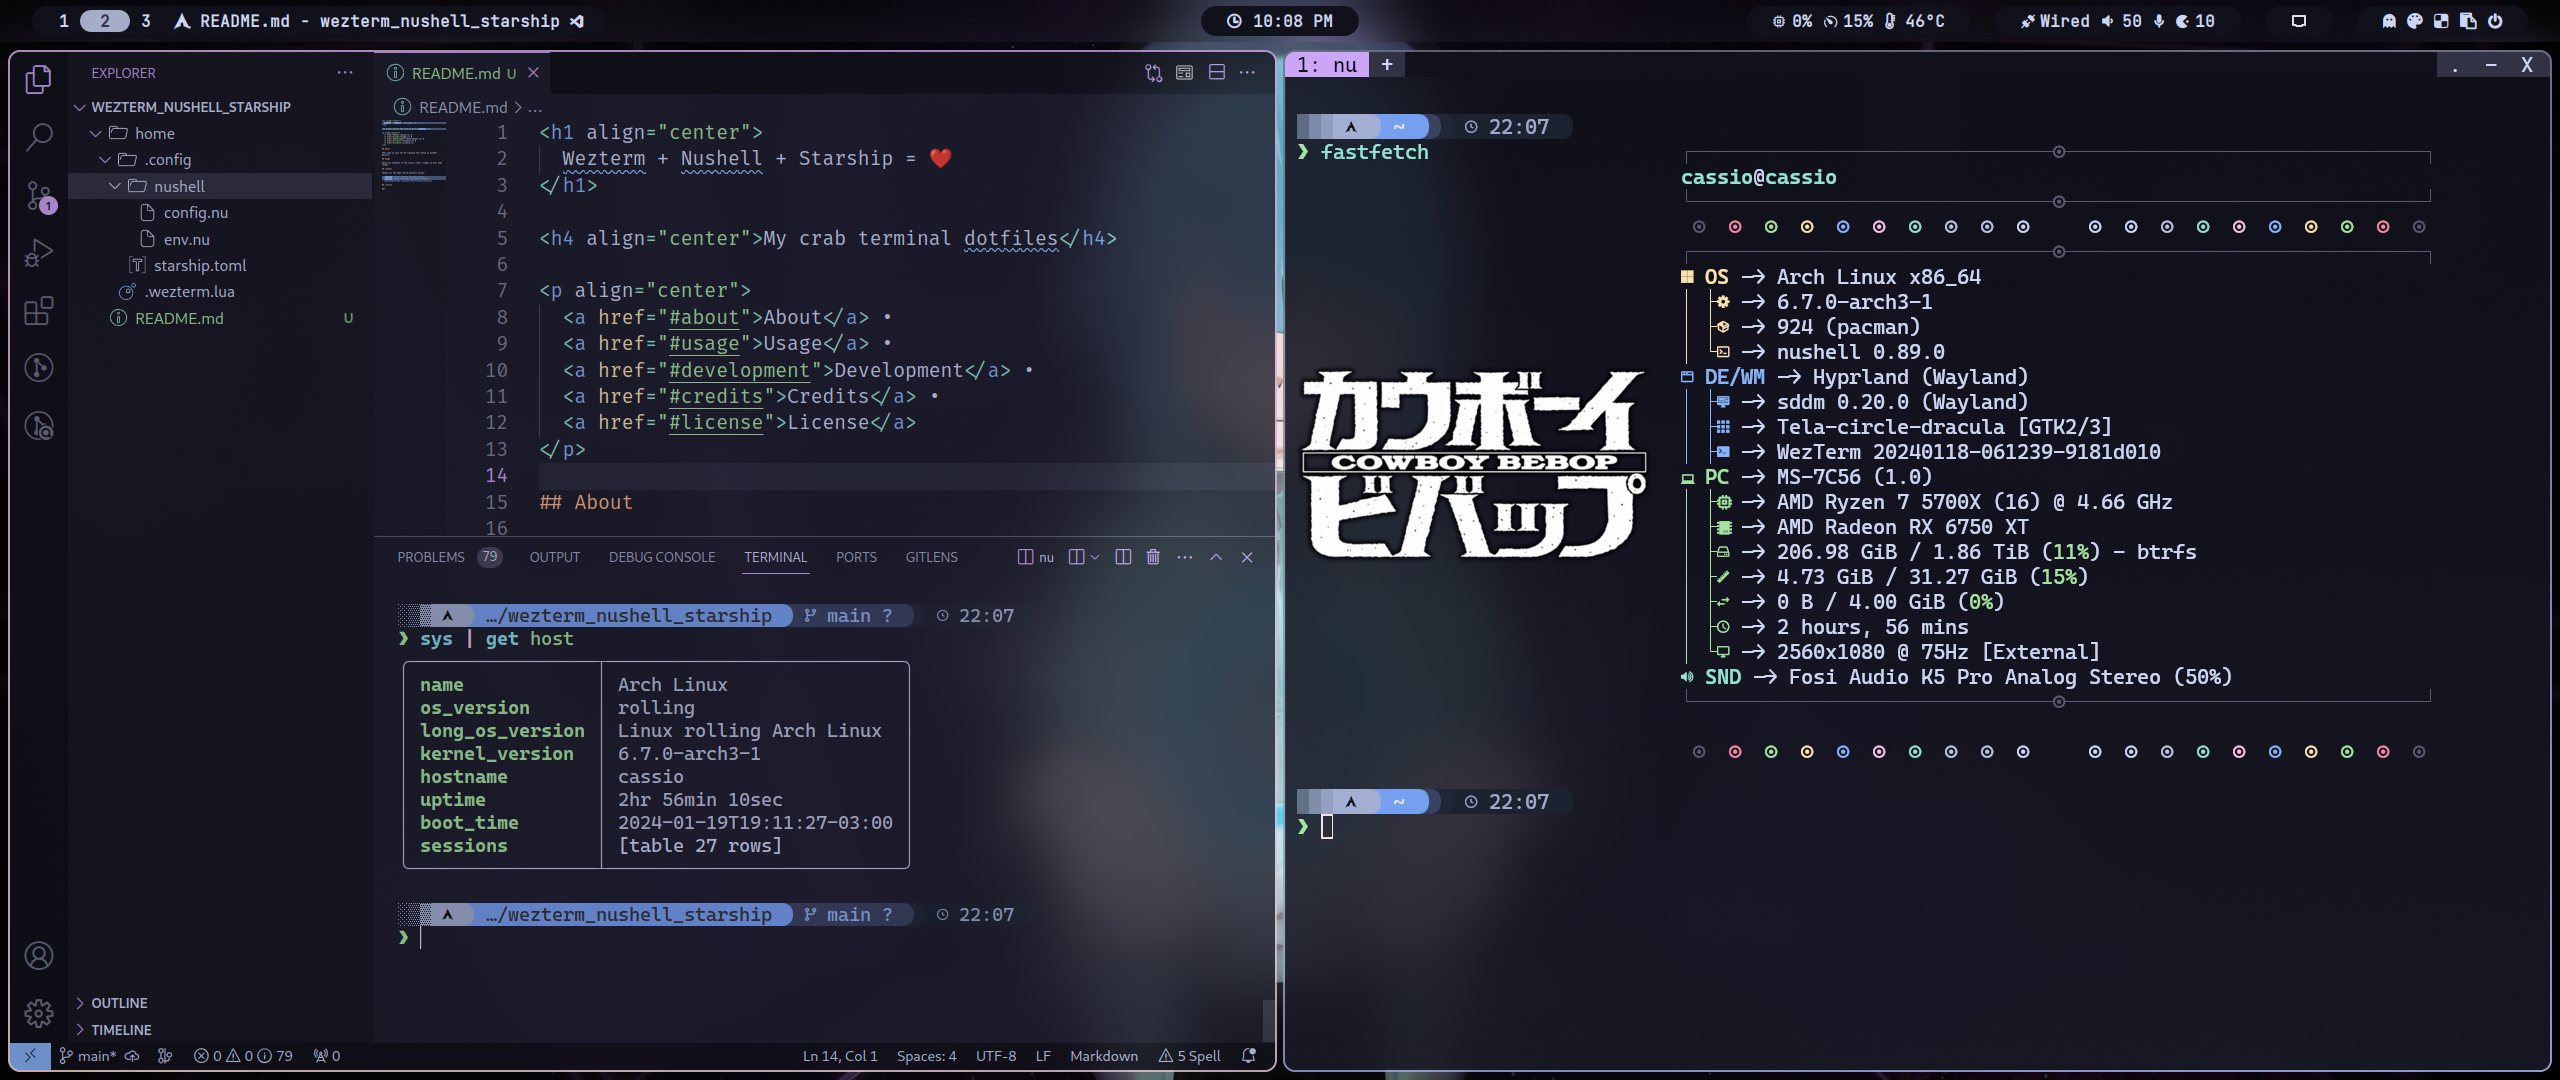 1 2 3 README.md - wezterm_nushell_starship
10:08 PM
0% 15% 46°C
Wired 50 10
EXPLORER
WEZTERM_NUSHELL_STARSHIP
home
.config
nushell
config.nu
env.nu
starship.toml
.wezterm.lua
README.md U
OUTLINE
TIMELINE
1
README.md U
README.md > ...
1 <h1 align="center">
2 Wezterm + Nushell + Starship = ❤️
3 </h1>
4
5 <h4 align="center">My crab terminal dotfiles</h4>
6
7 <p align="center">
8 <a href="#about">About</a> •
9 <a href="#usage">Usage</a> •
10 <a href="#development">Development</a> •
11 <a href="#credits">Credits</a> •
12 <a href="#license">License</a>
13 </p>
14
15 ## About
16
PROBLEMS 79 OUTPUT DEBUG CONSOLE TERMINAL PORTS GITLENS nu
…/wezterm_nushell_starship main ? 22:07
❯ sys | get host
name Arch Linux
os_version rolling
long_os_version Linux rolling Arch Linux
kernel_version 6.7.0-arch3-1
hostname cassio
uptime 2hr 56min 10sec
boot_time 2024-01-19T19:11:27-03:00
sessions [table 27 rows]
…/wezterm_nushell_starship main ? 22:07
❯
main* 0 0 79 0 Ln 14, Col 1 Spaces: 4 UTF-8 LF Markdown 5 Spell
1: nu + . - X
~ 22:07
❯ fastfetch
カウボーイ
COWBOY BEBOP
ビバップ
cassio@cassio
OS —> Arch Linux x86_64
—> 6.7.0-arch3-1
—> 924 (pacman)
—> nushell 0.89.0
DE/WM —> Hyprland (Wayland)
—> sddm 0.20.0 (Wayland)
—> Tela-circle-dracula [GTK2/3]
—> WezTerm 20240118-061239-9181d010
PC —> MS-7C56 (1.0)
—> AMD Ryzen 7 5700X (16) @ 4.66 GHz
—> AMD Radeon RX 6750 XT
—> 206.98 GiB / 1.86 TiB (11%) - btrfs
—> 4.73 GiB / 31.27 GiB (15%)
—> 0 B / 4.00 GiB (0%)
—> 2 hours, 56 mins
—> 2560x1080 @ 75Hz [External]
SND —> Fosi Audio K5 Pro Analog Stereo (50%)
~ 22:07
❯